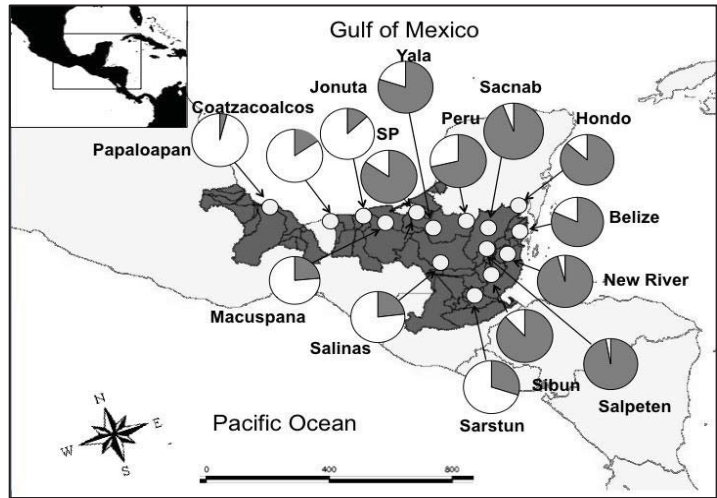 Gulf of Mexico
Yala
Jonuta
Sacnab
Coatzacoalcos
SP
Peru
Hondo
Papaloapan
Belize
New River
Macuspana
Salinas
Sibun
Salpeten
Sarstun
Pacific Ocean
N
E
W
S
0 400 800